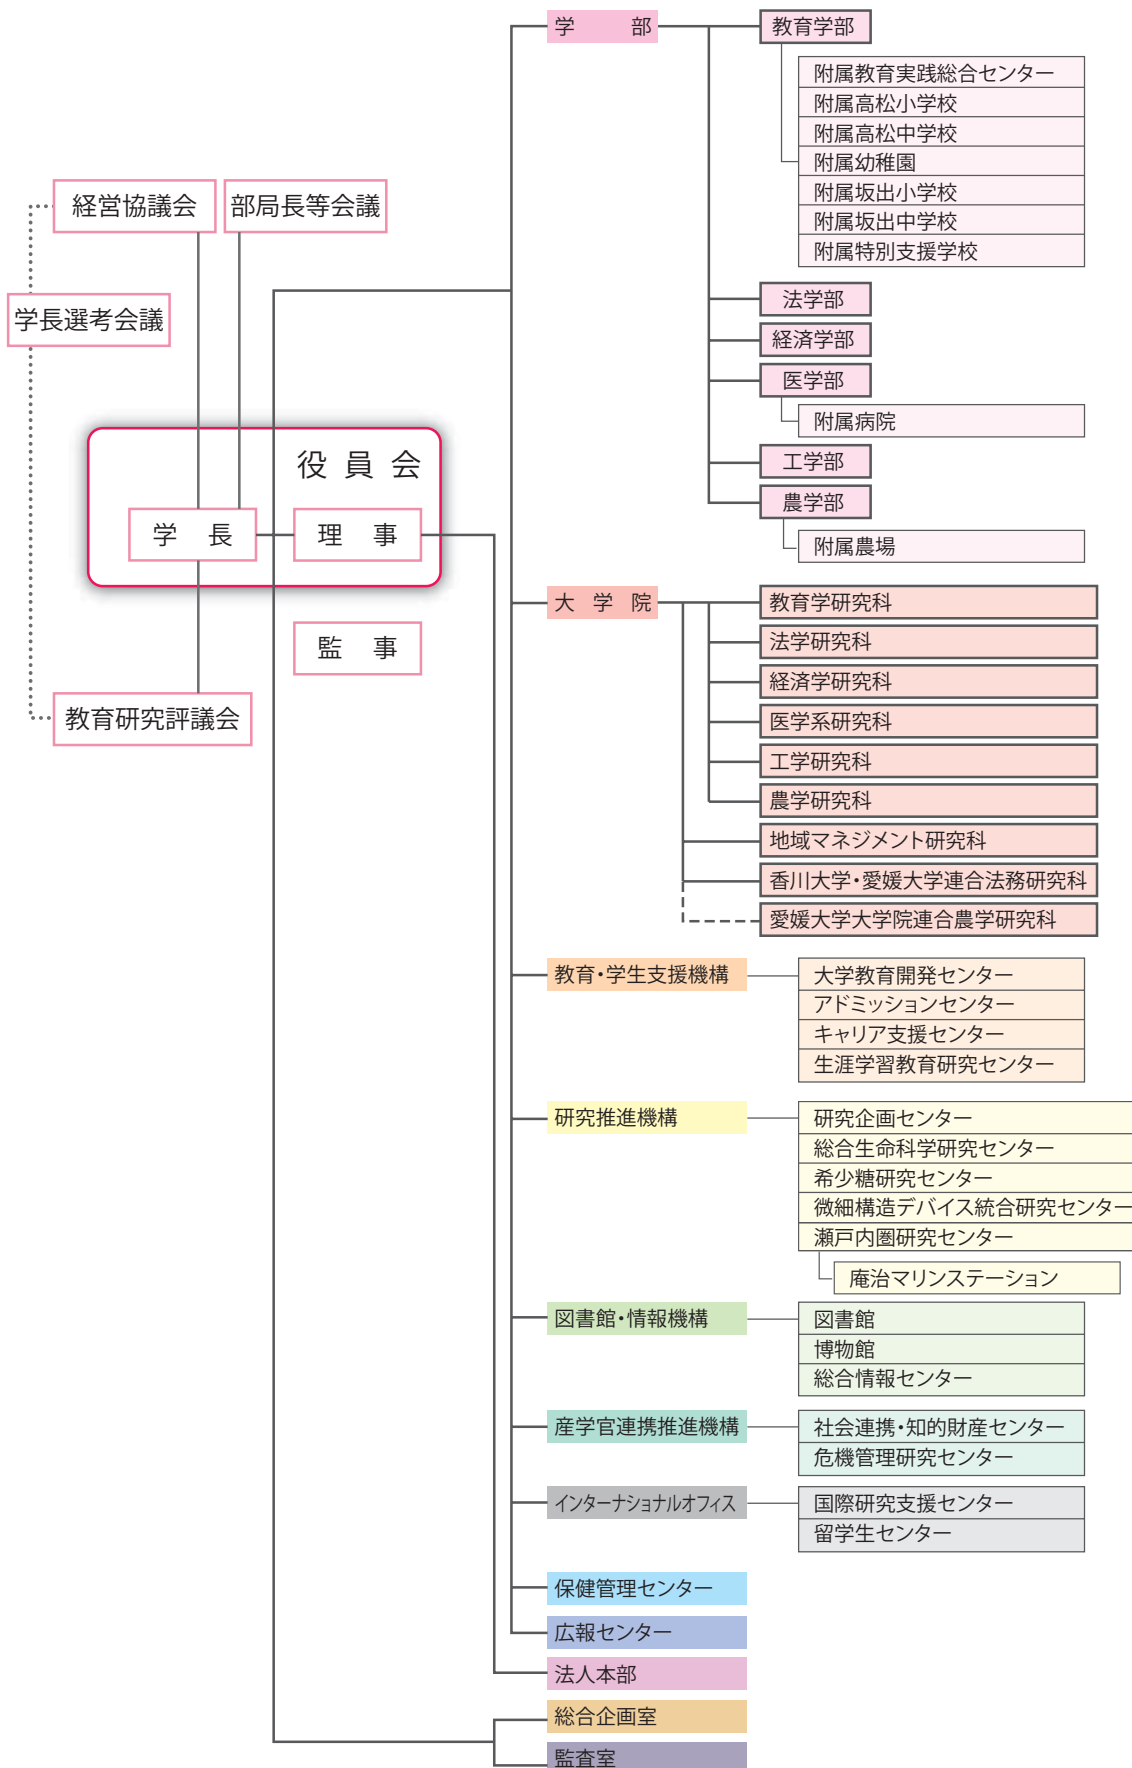 経営協議会
部局長等会議
学長選考会議
役員会
学長
理事
監事
教育研究評議会
学部
教育学部
附属教育実践総合センター
附属高松小学校
附属高松中学校
附属幼稚園
附属坂出小学校
附属坂出中学校
附属特別支援学校
法学部
経済学部
医学部
附属病院
工学部
農学部
附属農場
大学院
教育学研究科
法学研究科
経済学研究科
医学系研究科
工学研究科
農学研究科
地域マネジメント研究科
香川大学・愛媛大学連合法務研究科
愛媛大学大学院連合農学研究科
教育・学生支援機構
大学教育開発センター
アドミッションセンター
キャリア支援センター
生涯学習教育研究センター
研究推進機構
研究企画センター
総合生命科学研究センター
希少糖研究センター
微細構造デバイス統合研究センター
瀬戸内圏研究センター
庵治マリンステーション
図書館・情報機構
図書館
博物館
総合情報センター
産学官連携推進機構
社会連携・知的財産センター
危機管理研究センター
インターナショナルオフィス
国際研究支援センター
留学生センター
保健管理センター
広報センター
法人本部
総合企画室
監査室